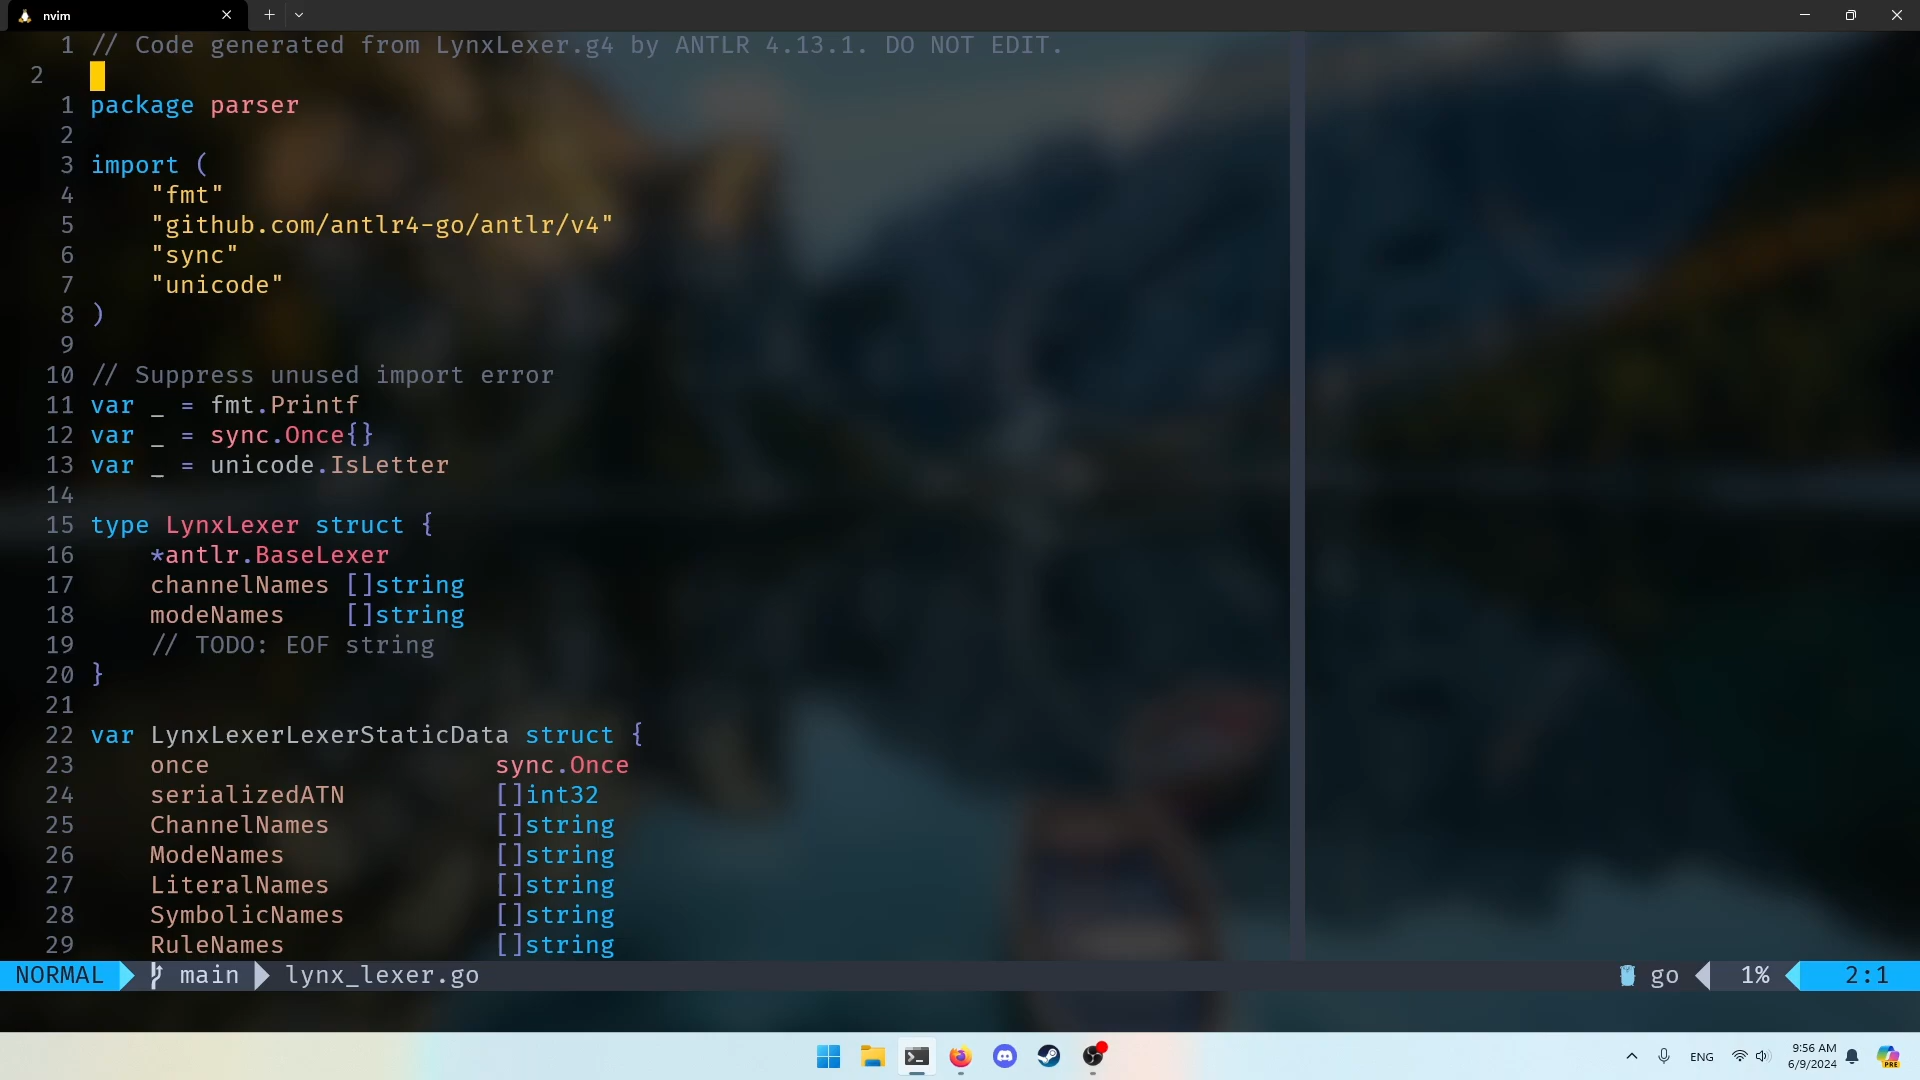 nvim
1 // Code generated from LynxLexer.g4 by ANTLR 4.13.1. DO NOT EDIT.
2
1 package parser
2
3 import (
4 "fmt"
5 "github.com/antlr4-go/antlr/v4"
6 "sync"
7 "unicode"
8 )
9
10 // Suppress unused import error
11 var _ = fmt.Printf
12 var _ = sync.Once{}
13 var _ = unicode.IsLetter
14
15 type LynxLexer struct {
16 *antlr.BaseLexer
17 channelNames []string
18 modeNames []string
19 // TODO: EOF string
20 }
21
22 var LynxLexerLexerStaticData struct {
23 once sync.Once
24 serializedATN []int32
25 ChannelNames []string
26 ModeNames []string
27 LiteralNames []string
28 SymbolicNames []string
29 RuleNames []string
NORMAL main lynx_lexer.go go 1% 2:1
ENG 9:56 AM
6/9/2024
PRE